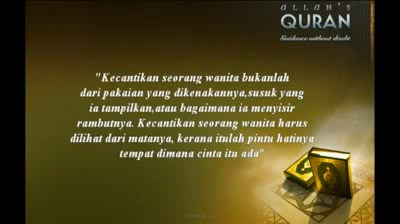 ALLAH'S
QURAN
Guidance without doubt
"Kecantikan seorang wanita bukanlah
dari pakaian yang dikenakannya,susuk yang
ia tampilkan,atau bagaimana ia menyisir
rambutnya. Kecantikan seorang wanita harus
dilihat dari matanya, kerana itulah pintu hatinya
tempat dimana cinta itu ada"